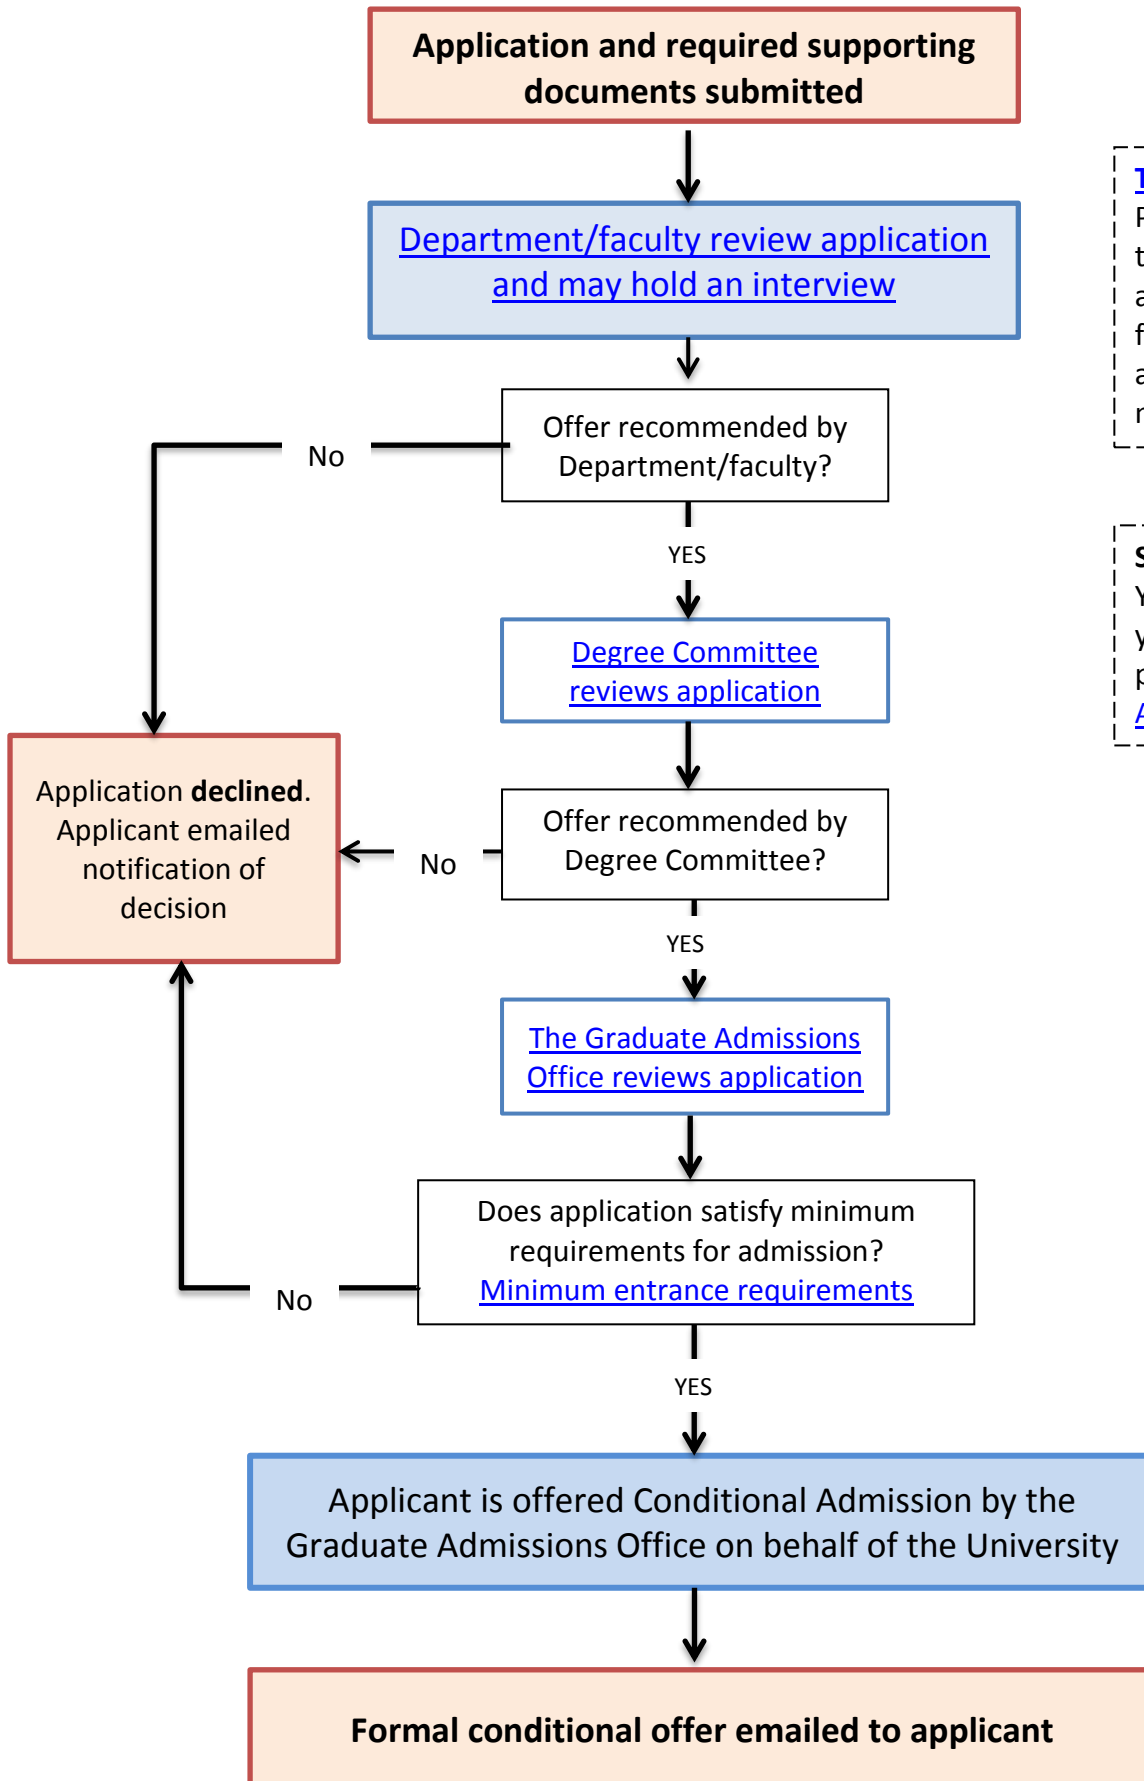 Application and required supporting
documents submitted
Department/faculty review application
and may hold an interview
Offer recommended by
Department/faculty?
No
YES
Degree Committee
reviews application
Application declined.
Applicant emailed
notification of
decision
Offer recommended by
Degree Committee?
No
YES
The Graduate Admissions
Office reviews application
Does application satisfy minimum
requirements for admission?
Minimum entrance requirements
No
YES
Applicant is offered Conditional Admission by the
Graduate Admissions Office on behalf of the University
Formal conditional offer emailed to applicant